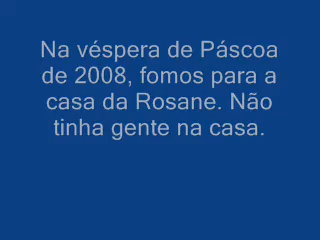 Na véspera de Páscoa
de 2008, fomos para a
casa da Rosane. Não
tinha gente na casa.